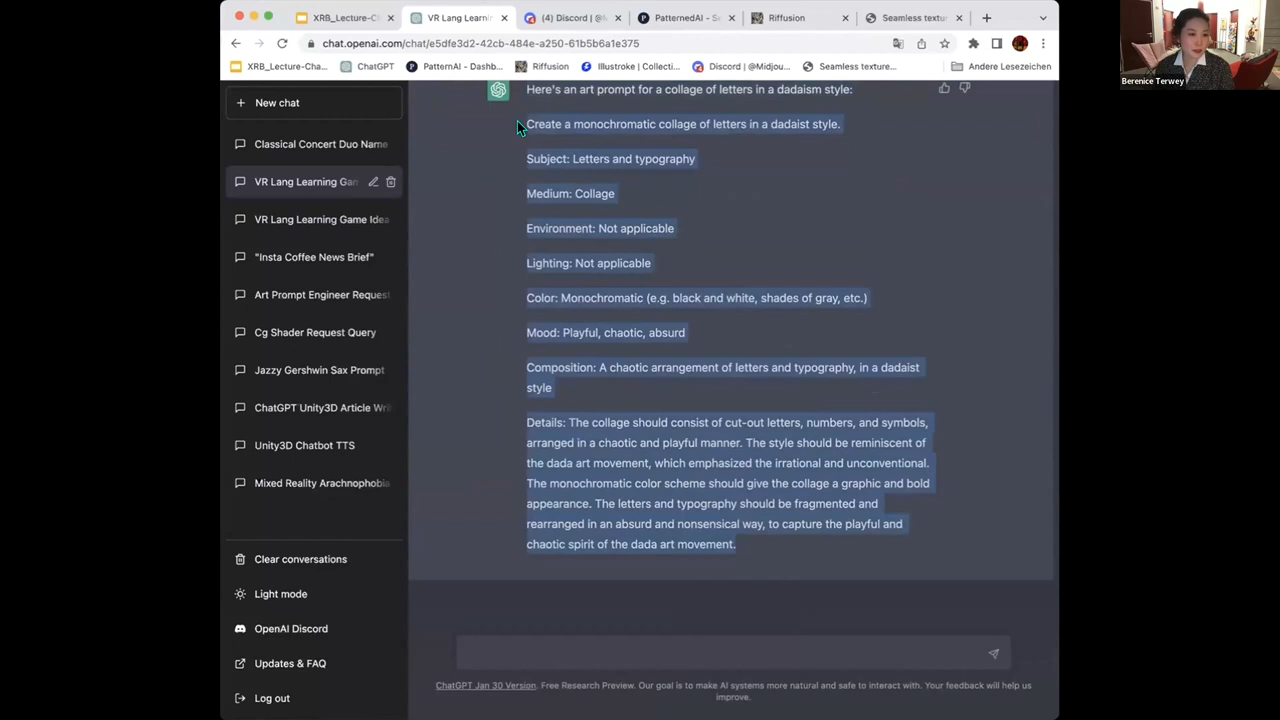 XRB_Lecture-C
VR Lang Learnin
(4) Discord | @M
PatternedAI - Se
Riffusion
Seamless textu
chat.openai.com/chat/e5dfe3d2-42cb-484e-a250-61b5b6a1e375
XRB_Lecture-Cha...
ChatGPT
PatternAI - Dashb...
Riffusion
Illustroke | Collecti...
Discord | @Midjou...
Seamless texture...
Andere Lesezeichen
Berenice Terwey
New chat
Classical Concert Duo Name
VR Lang Learning Gan
VR Lang Learning Game Idea
"Insta Coffee News Brief"
Art Prompt Engineer Request
Cg Shader Request Query
Jazzy Gershwin Sax Prompt
ChatGPT Unity3D Article Wri
Unity3D Chatbot TTS
Mixed Reality Arachnophobia
Clear conversations
Light mode
OpenAI Discord
Updates & FAQ
Log out
Here's an art prompt for a collage of letters in a dadaism style:
Create a monochromatic collage of letters in a dadaist style.
Subject: Letters and typography
Medium: Collage
Environment: Not applicable
Lighting: Not applicable
Color: Monochromatic (e.g. black and white, shades of gray, etc.)
Mood: Playful, chaotic, absurd
Composition: A chaotic arrangement of letters and typography, in a dadaist
style
Details: The collage should consist of cut-out letters, numbers, and symbols,
arranged in a chaotic and playful manner. The style should be reminiscent of
the dada art movement, which emphasized the irrational and unconventional.
The monochromatic color scheme should give the collage a graphic and bold
appearance. The letters and typography should be fragmented and
rearranged in an absurd and nonsensical way, to capture the playful and
chaotic spirit of the dada art movement.
ChatGPT Jan 30 Version. Free Research Preview. Our goal is to make AI systems more natural and safe to interact with. Your feedback will help us
improve.